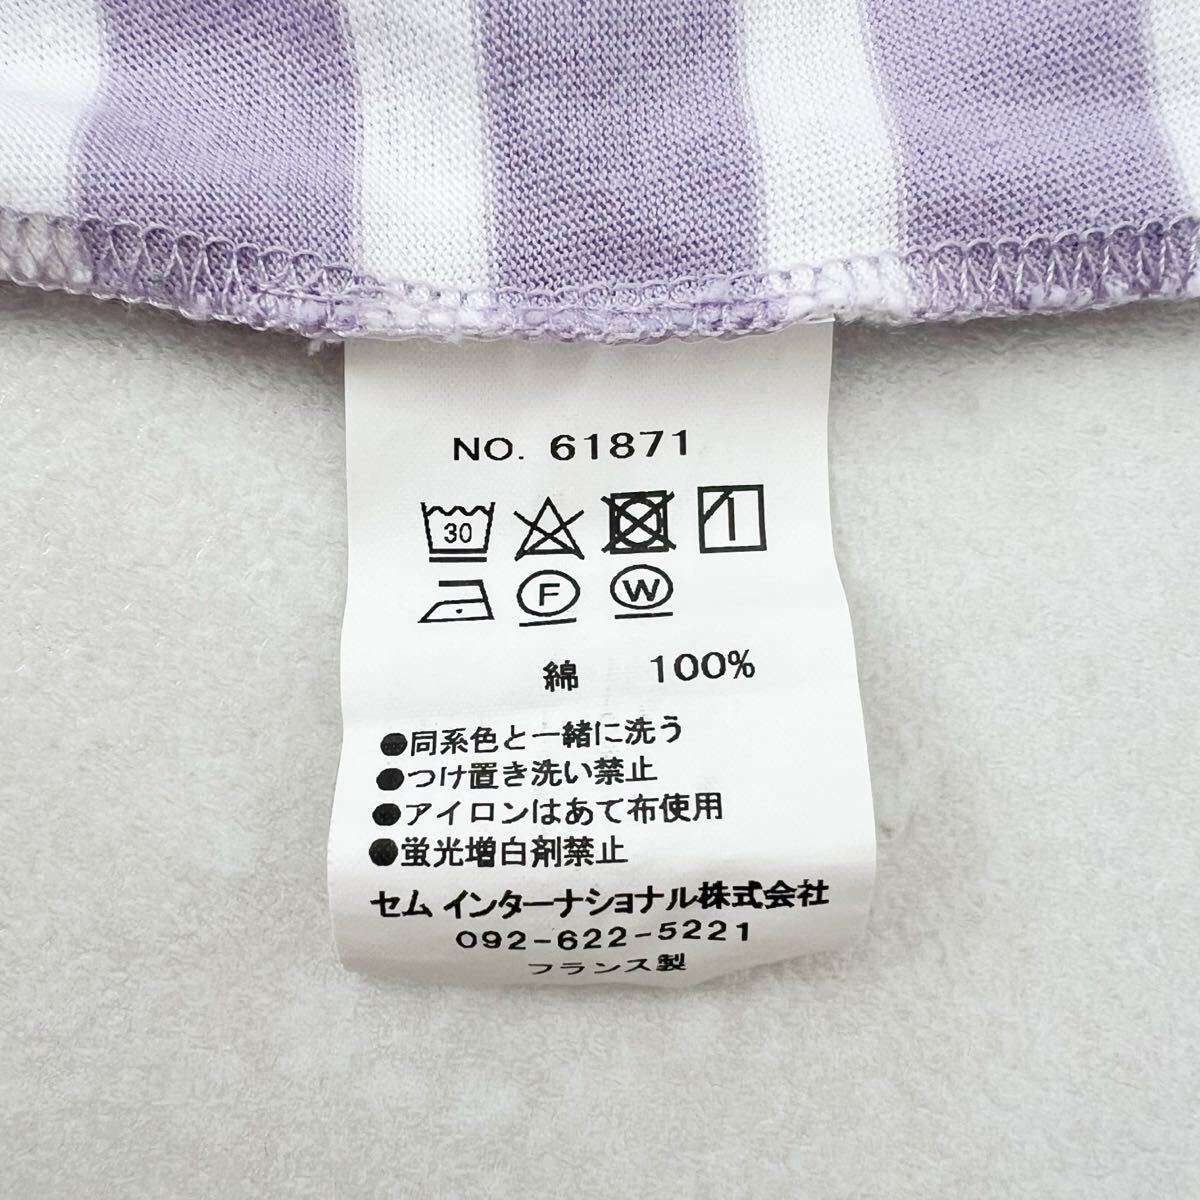 NO. 61871
30
F W
綿 100%
●同系色と一緒に洗う
●つけ置き洗い禁止
●アイロンはあて布使用
●蛍光増白剤禁止
セム インターナショナル株式会社
092-622-5221
フランス製